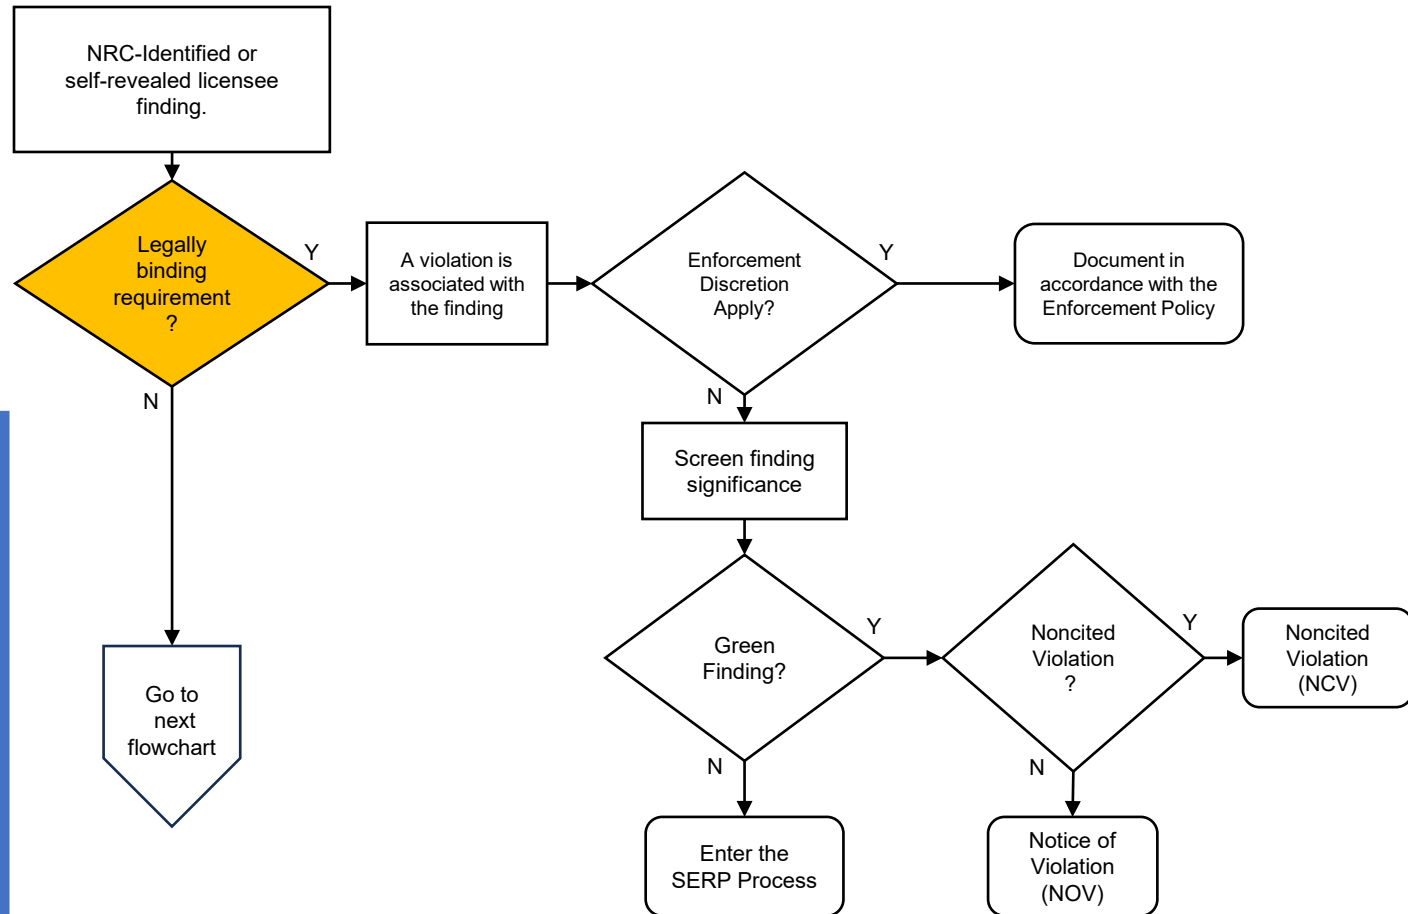 NRC-Identified or
self-revealed licensee
finding.
Legally
binding
requirement
?
Y
N
A violation is
associated with
the finding
Enforcement
Discretion
Apply?
Y
N
Document in
accordance with the
Enforcement Policy
Screen finding
significance
Green
Finding?
Y
N
Noncited
Violation
?
Y
N
Noncited
Violation
(NCV)
Go to
next
flowchart
Enter the
SERP Process
Notice of
Violation
(NOV)